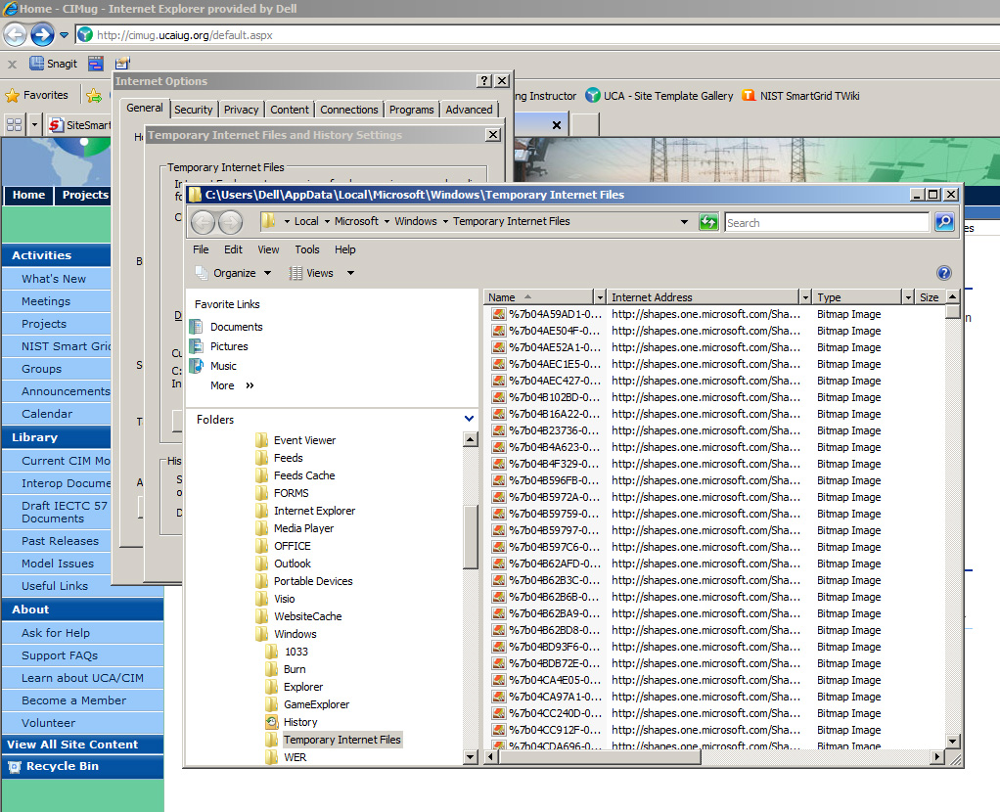 Home - CIMug - Internet Explorer provided by Dell
http://cimug.ucaiug.org/default.aspx
Snagit
Favorites
ng Instructor UCA - Site Template Gallery NIST SmartGrid TWiki
SiteSmart
Internet Options
General Security Privacy Content Connections Programs Advanced
Temporary Internet Files and History Settings
Temporary Internet Files
C:\Users\Dell\AppData\Local\Microsoft\Windows\Temporary Internet Files
Local Microsoft Windows Temporary Internet Files
Search
File Edit View Tools Help
Organize Views
Favorite Links
Documents
Pictures
Music
More »
Folders
Event Viewer
Feeds
Feeds Cache
FORMS
Internet Explorer
Media Player
OFFICE
Outlook
Portable Devices
Visio
WebsiteCache
Windows
1033
Burn
Explorer
GameExplorer
History
Temporary Internet Files
WER
Name Internet Address Type Size
%7b04A59AD1-0... http://shapes.one.microsoft.com/Sha... Bitmap Image
%7b04AE504F-0... http://shapes.one.microsoft.com/Sha... Bitmap Image
%7b04AE52A1-0... http://shapes.one.microsoft.com/Sha... Bitmap Image
%7b04AEC1E5-0... http://shapes.one.microsoft.com/Sha... Bitmap Image
%7b04AEC427-0... http://shapes.one.microsoft.com/Sha... Bitmap Image
%7b04B102BD-0... http://shapes.one.microsoft.com/Sha... Bitmap Image
%7b04B16A22-0... http://shapes.one.microsoft.com/Sha... Bitmap Image
%7b04B23736-0... http://shapes.one.microsoft.com/Sha... Bitmap Image
%7b04B4A623-0... http://shapes.one.microsoft.com/Sha... Bitmap Image
%7b04B4F329-0... http://shapes.one.microsoft.com/Sha... Bitmap Image
%7b04B596FB-0... http://shapes.one.microsoft.com/Sha... Bitmap Image
%7b04B5972A-0... http://shapes.one.microsoft.com/Sha... Bitmap Image
%7b04B59759-0... http://shapes.one.microsoft.com/Sha... Bitmap Image
%7b04B59797-0... http://shapes.one.microsoft.com/Sha... Bitmap Image
%7b04B597C6-0... http://shapes.one.microsoft.com/Sha... Bitmap Image
%7b04B62AFD-0... http://shapes.one.microsoft.com/Sha... Bitmap Image
%7b04B62B3C-0... http://shapes.one.microsoft.com/Sha... Bitmap Image
%7b04B62B6B-0... http://shapes.one.microsoft.com/Sha... Bitmap Image
%7b04B62BA9-0... http://shapes.one.microsoft.com/Sha... Bitmap Image
%7b04B62BD8-0... http://shapes.one.microsoft.com/Sha... Bitmap Image
%7b04BD93F6-0... http://shapes.one.microsoft.com/Sha... Bitmap Image
%7b04BDB72E-0... http://shapes.one.microsoft.com/Sha... Bitmap Image
%7b04CA4E05-0... http://shapes.one.microsoft.com/Sha... Bitmap Image
%7b04CA97A1-0... http://shapes.one.microsoft.com/Sha... Bitmap Image
%7b04CC240D-0... http://shapes.one.microsoft.com/Sha... Bitmap Image
%7b04CC912F-0... http://shapes.one.microsoft.com/Sha... Bitmap Image
%7b04CDA696-0... http://shapes.one.microsoft.com/Sha... Bitmap Image
Home Projects
Activities
What's New
Meetings
Projects
NIST Smart Grid
Groups
Announcements
Calendar
Library
Current CIM Mo
Interop Docume
Draft IECTC 57
Documents
Past Releases
Model Issues
Useful Links
About
Ask for Help
Support FAQs
Learn about UCA/CIM
Become a Member
Volunteer
View All Site Content
Recycle Bin